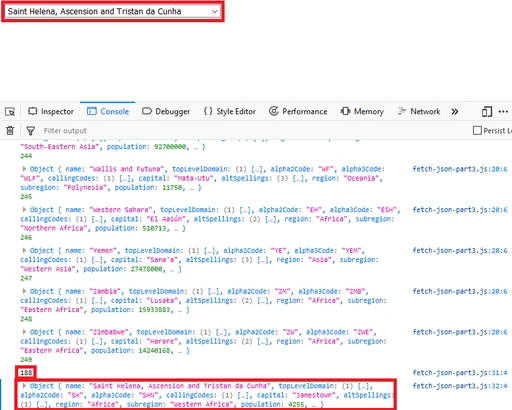 Saint Helena, Ascension and Tristan da Cunha
Inspector Console Debugger Style Editor Performance Memory Network »
Filter output Persist Lo
"South-Eastern Asia", population: 92700000, … }
244
Object { name: "Wallis and Futuna", topLevelDomain: (1) […], alpha2Code: "WF", alpha3Code: fetch-json-part3.js:20:6
"WLF", callingCodes: (1) […], capital: "Mata-Utu", altSpellings: (3) […], region: "Oceania",
subregion: "Polynesia", population: 11750, … }
245
Object { name: "Western Sahara", topLevelDomain: (1) […], alpha2Code: "EH", alpha3Code: "ESH", fetch-json-part3.js:20:6
callingCodes: (1) […], capital: "El Aaiún", altSpellings: (2) […], region: "Africa", subregion:
"Northern Africa", population: 510713, … }
246
Object { name: "Yemen", topLevelDomain: (1) […], alpha2Code: "YE", alpha3Code: "YEM", fetch-json-part3.js:20:6
callingCodes: (1) […], capital: "Sana'a", altSpellings: (3) […], region: "Asia", subregion:
"Western Asia", population: 27478000, … }
247
Object { name: "Zambia", topLevelDomain: (1) […], alpha2Code: "ZM", alpha3Code: "ZMB", fetch-json-part3.js:20:6
callingCodes: (1) […], capital: "Lusaka", altSpellings: (2) […], region: "Africa", subregion:
"Eastern Africa", population: 15933883, … }
248
Object { name: "Zimbabwe", topLevelDomain: (1) […], alpha2Code: "ZW", alpha3Code: "ZWE", fetch-json-part3.js:20:6
callingCodes: (1) […], capital: "Harare", altSpellings: (2) […], region: "Africa", subregion:
"Eastern Africa", population: 14240168, … }
249
188 fetch-json-part3.js:31:4
Object { name: "Saint Helena, Ascension and Tristan da Cunha", topLevelDomain: (1) […], fetch-json-part3.js:32:4
alpha2Code: "SH", alpha3Code: "SHN", callingCodes: (1) […], capital: "Jamestown", altSpellings:
(1) […], region: "Africa", subregion: "Western Africa", population: 4255, … }